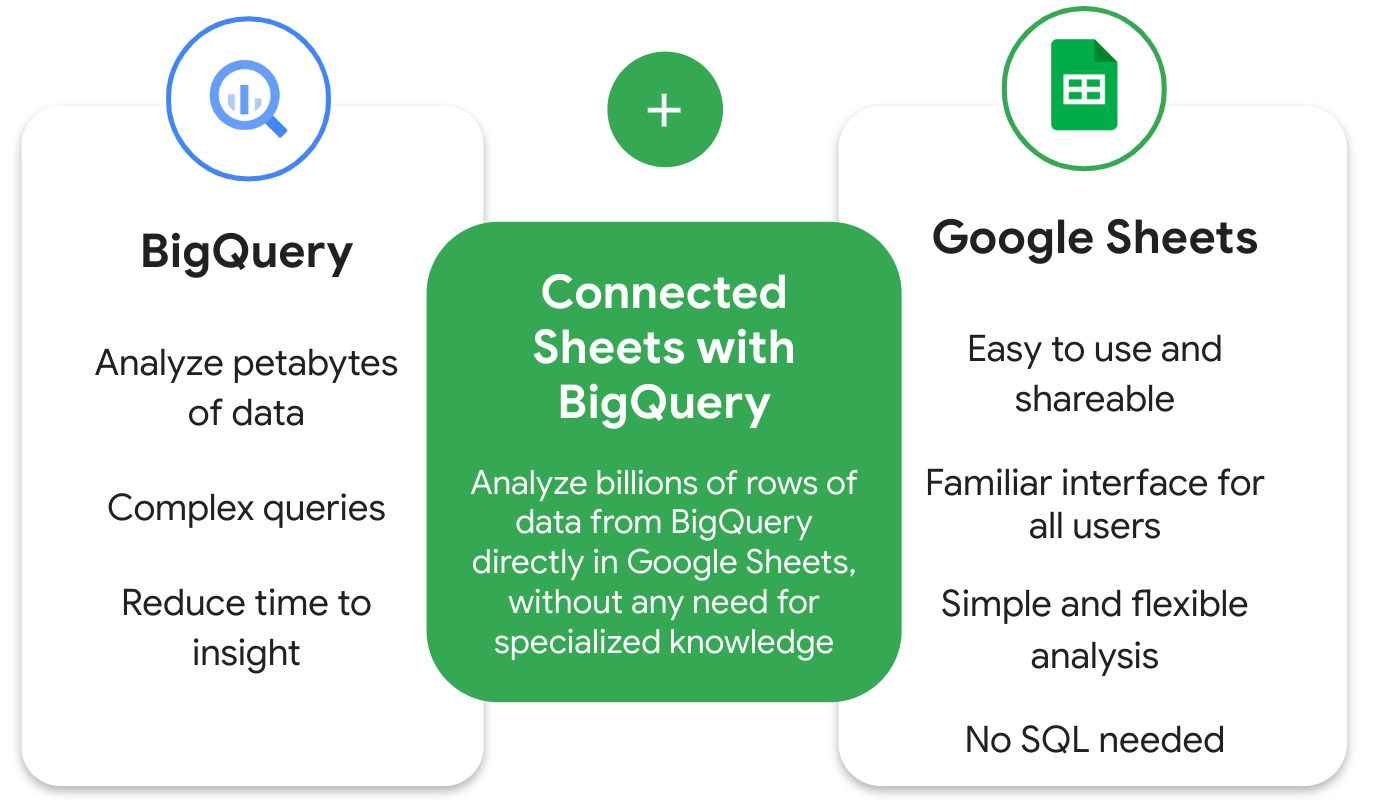 BigQuery
Analyze petabytes
of data
Complex queries
Reduce time to
insight
+
Connected
Sheets with
BigQuery
Analyze billions of rows of
data from BigQuery
directly in Google Sheets,
without any need for
specialized knowledge
Google Sheets
Easy to use and
shareable
Familiar interface for
all users
Simple and flexible
analysis
No SQL needed